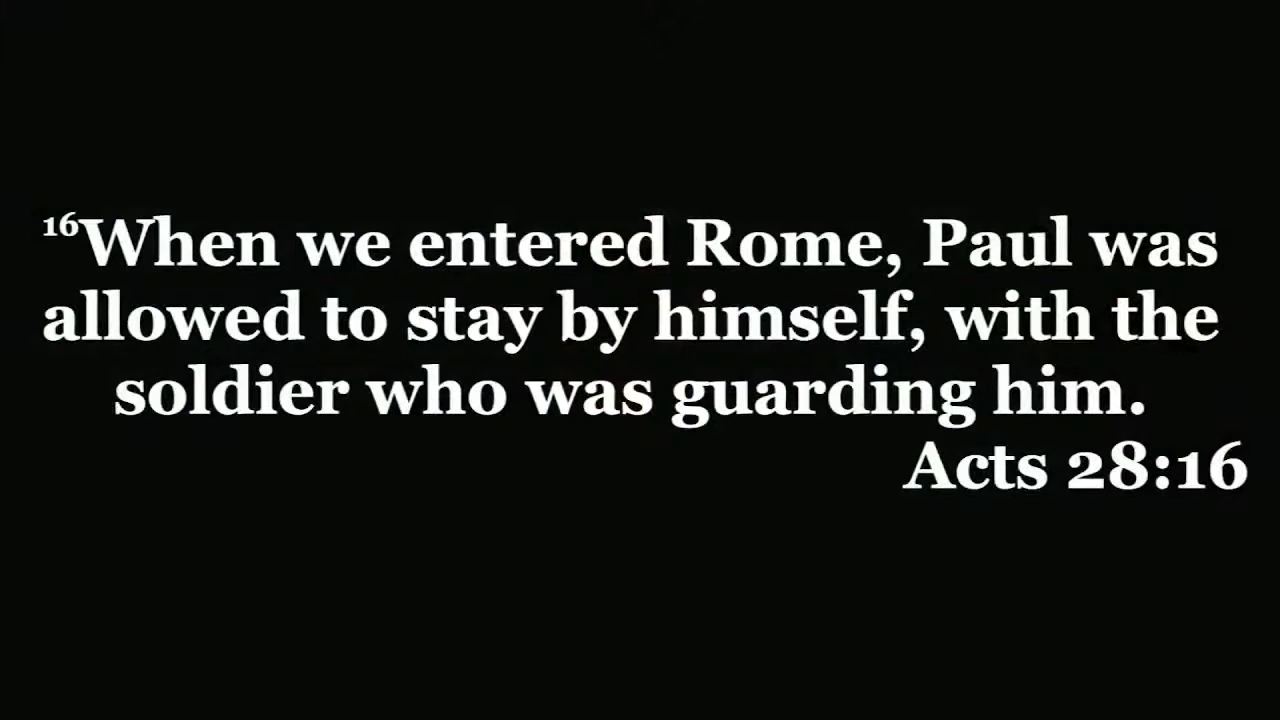 16When we entered Rome, Paul was
allowed to stay by himself, with the
soldier who was guarding him.
Acts 28:16